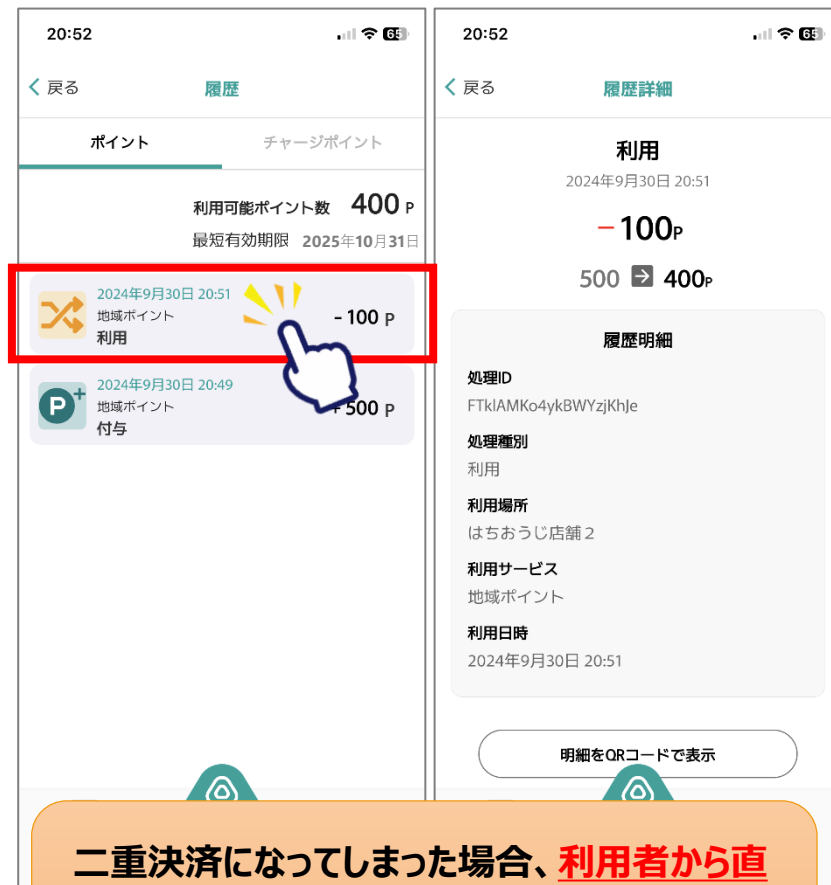 20:52
65
戻る
履歴
ポイント
チャージポイント
利用可能ポイント数 400 P
最短有効期限 2025年10月31日
2024年9月30日 20:51
地域ポイント
利用
- 100 P
P+
2024年9月30日 20:49
地域ポイント
付与
+ 500 P
20:52
65
戻る
履歴詳細
利用
2024年9月30日 20:51
-100P
500 → 400P
履歴明細
処理ID
FTklAMKo4ykBWYzjKhJe
処理種別
利用
利用場所
はちおうじ店舗2
利用サービス
地域ポイント
利用日時
2024年9月30日 20:51
明細をQRコードで表示
二重決済になってしまった場合、利用者から直